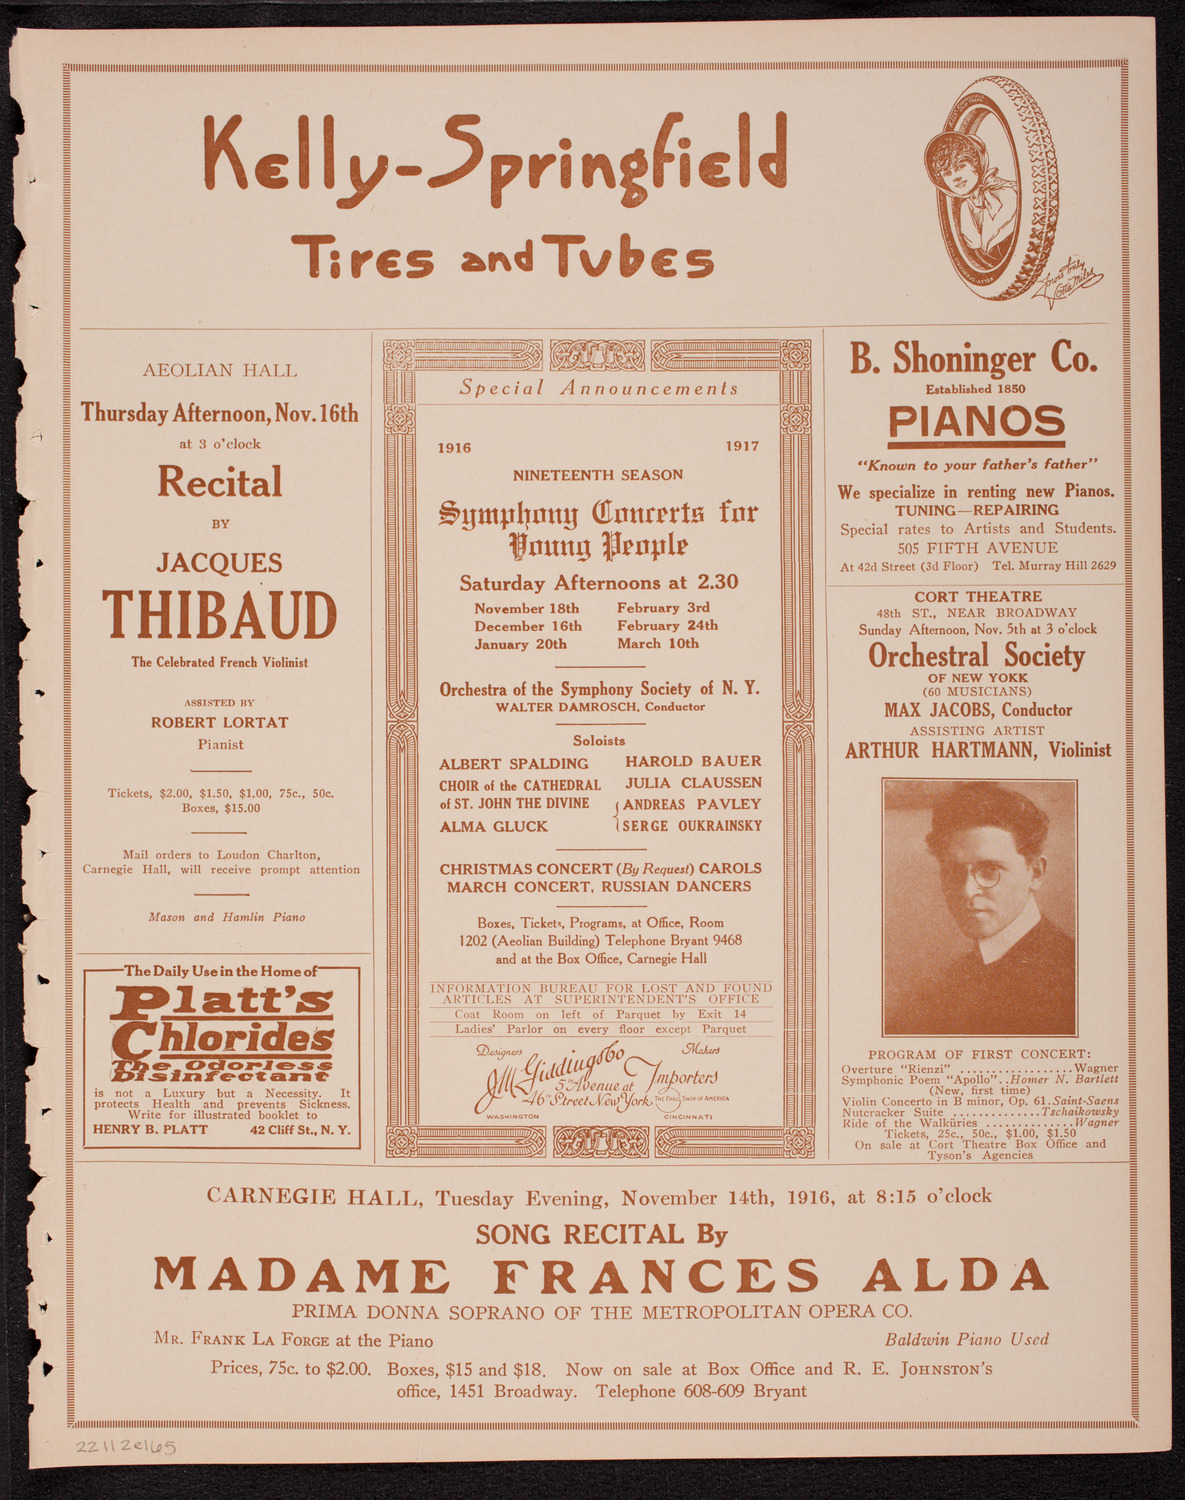 Kelly-Springfield
Tires and Tubes
Yours truly
Lotta Miles
AEOLIAN HALL
Thursday Afternoon, Nov. 16th
at 3 o'clock
Recital
BY
JACQUES
THIBAUD
The Celebrated French Violinist
ASSISTED BY
ROBERT LORTAT
Pianist
Tickets, $2.00, $1.50, $1.00, 75c., 50c.
Boxes, $15.00
Mail orders to Loudon Charlton,
Carnegie Hall, will receive prompt attention
Mason and Hamlin Piano
The Daily Use in the Home of
Platt's
Chlorides
The Odorless
Disinfectant
is not a Luxury but a Necessity. It
protects Health and prevents Sickness.
Write for illustrated booklet to
HENRY B. PLATT 42 Cliff St., N. Y.
Special Announcements
1916 1917
NINETEENTH SEASON
Symphony Concerts for
Young People
Saturday Afternoons at 2.30
November 18th February 3rd
December 16th February 24th
January 20th March 10th
Orchestra of the Symphony Society of N. Y.
WALTER DAMROSCH, Conductor
Soloists
ALBERT SPALDING HAROLD BAUER
CHOIR of the CATHEDRAL JULIA CLAUSSEN
of ST. JOHN THE DIVINE { ANDREAS PAVLEY
ALMA GLUCK { SERGE OUKRAINSKY
CHRISTMAS CONCERT (By Request) CAROLS
MARCH CONCERT, RUSSIAN DANCERS
Boxes, Tickets, Programs, at Office, Room
1202 (Aeolian Building) Telephone Bryant 9468
and at the Box Office, Carnegie Hall
INFORMATION BUREAU FOR LOST AND FOUND
ARTICLES AT SUPERINTENDENT'S OFFICE
Coat Room on left of Parquet by Exit 14
Ladies' Parlor on every floor except Parquet
Designers Makers
J.M. Giddings & Co
5th Avenue at Importers
46th Street New York. THE PARIS SHOP OF AMERICA
WASHINGTON CINCINNATI
B. Shoninger Co.
Established 1850
PIANOS
"Known to your father's father"
We specialize in renting new Pianos.
TUNING—REPAIRING
Special rates to Artists and Students.
505 FIFTH AVENUE
At 42d Street (3d Floor) Tel. Murray Hill 2629
CORT THEATRE
48th ST., NEAR BROADWAY
Sunday Afternoon, Nov. 5th at 3 o'clock
Orchestral Society
OF NEW YOKK
(60 MUSICIANS)
MAX JACOBS, Conductor
ASSISTING ARTIST
ARTHUR HARTMANN, Violinist
PROGRAM OF FIRST CONCERT:
Overture "Rienzi" .................Wagner
Symphonic Poem "Apollo"..Homer N. Bartlett
(New, first time)
Violin Concerto in B minor, Op. 61.Saint-Saens
Nutcracker Suite ..............Tschaikowsky
Ride of the Walküries ..............Wagner
Tickets, 25c., 50c., $1.00, $1.50
On sale at Cort Theatre Box Office and
Tyson's Agencies
CARNEGIE HALL, Tuesday Evening, November 14th, 1916, at 8:15 o'clock
SONG RECITAL By
MADAME FRANCES ALDA
PRIMA DONNA SOPRANO OF THE METROPOLITAN OPERA CO.
MR. FRANK LA FORGE at the Piano Baldwin Piano Used
Prices, 75c. to $2.00. Boxes, $15 and $18. Now on sale at Box Office and R. E. JOHNSTON'S
office, 1451 Broadway. Telephone 608-609 Bryant
22112e165